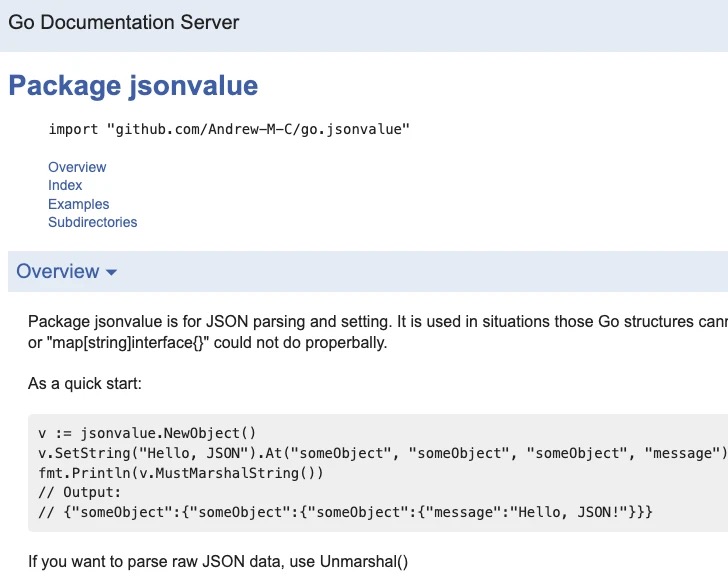 Go Documentation Server
Package jsonvalue
import "github.com/Andrew-M-C/go.jsonvalue"
Overview
Index
Examples
Subdirectories
Overview
Package jsonvalue is for JSON parsing and setting. It is used in situations those Go structures
or "map[string]interface{}" could not do properbally.
As a quick start:
v := jsonvalue.NewObject()
v.SetString("Hello, JSON").At("someObject", "someObject", "someObject", "message")
fmt.Println(v.MustMarshalString())
// Output:
// {"someObject":{"someObject":{"someObject":{"message":"Hello, JSON!"}}}
If you want to parse raw JSON data, use Unmarshal()